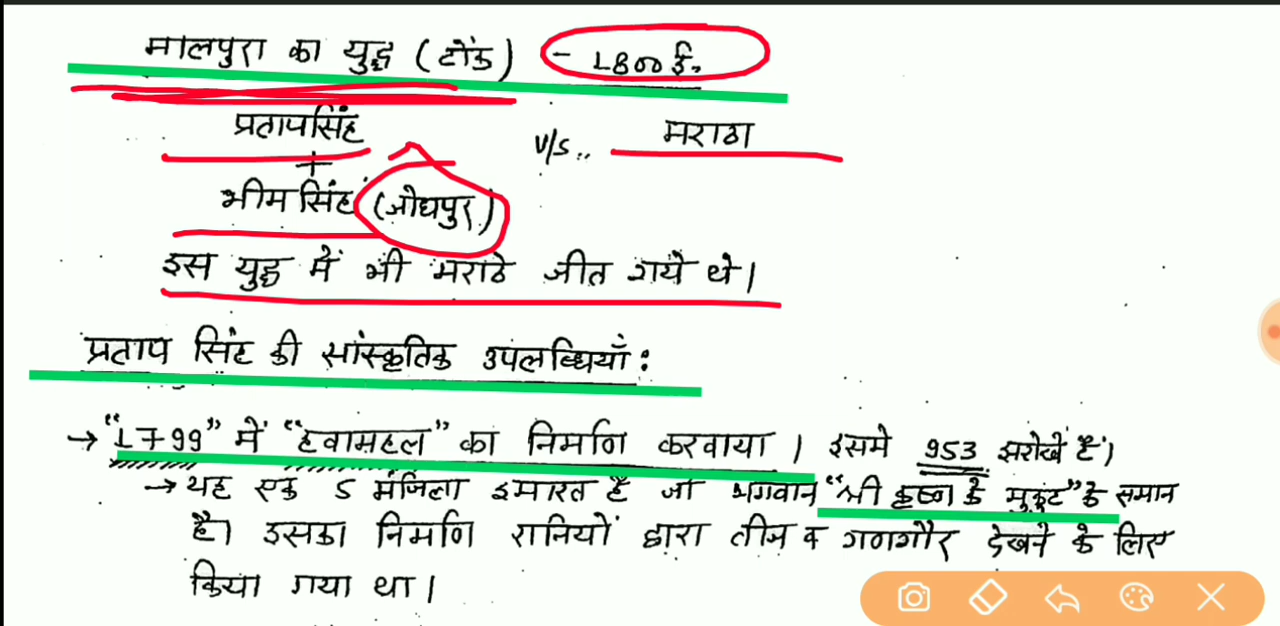 मालपुरा का युद्ध (टोंक) - 1800 ई.
प्रतापसिंह v/s.. मराठा
+
भीमसिंह (जोधपुर)
इस युद्ध में भी मराठे जीत गये थे।
प्रताप सिंह की सांस्कृतिक उपलब्धियाँ :
→ "1799" में "हवामहल" का निर्माण करवाया । इसमे 953 झरोखें है।
→ यह एक 5 मंजिला इमारत है जो भगवान "श्री कृष्ण के मुकुट" के समान
है। इसका निर्माण रानियों द्वारा तीज व गणगौर देखने के लिए
किया गया था।